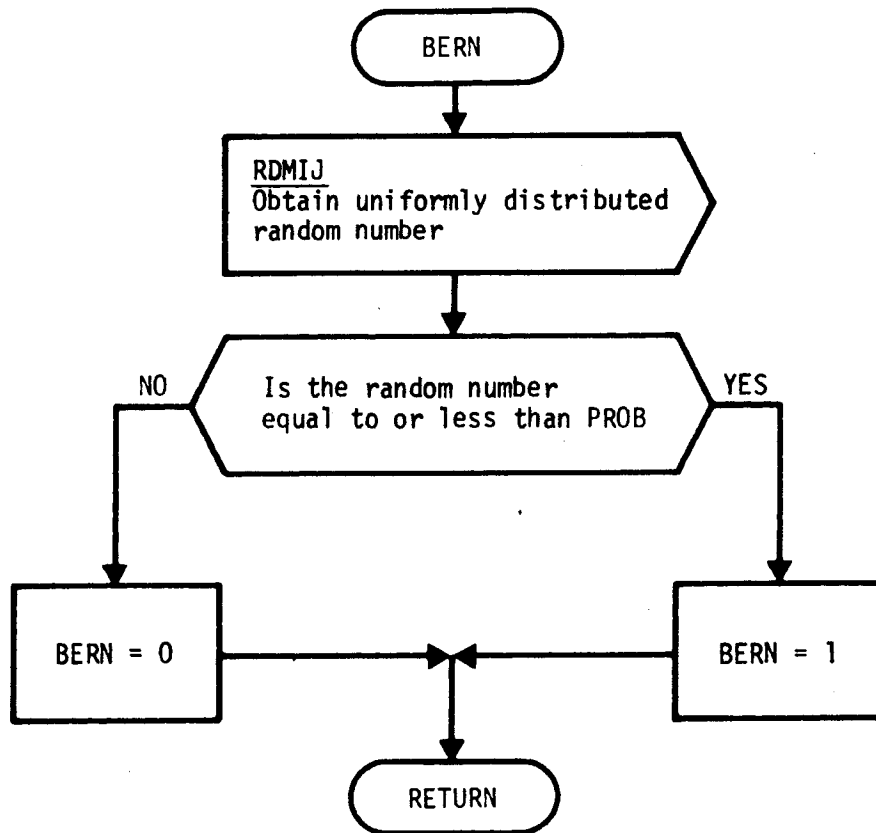 BERN
RDMIJ
Obtain uniformly distributed
random number
NO
Is the random number
equal to or less than PROB
YES
BERN = 0
BERN = 1
RETURN